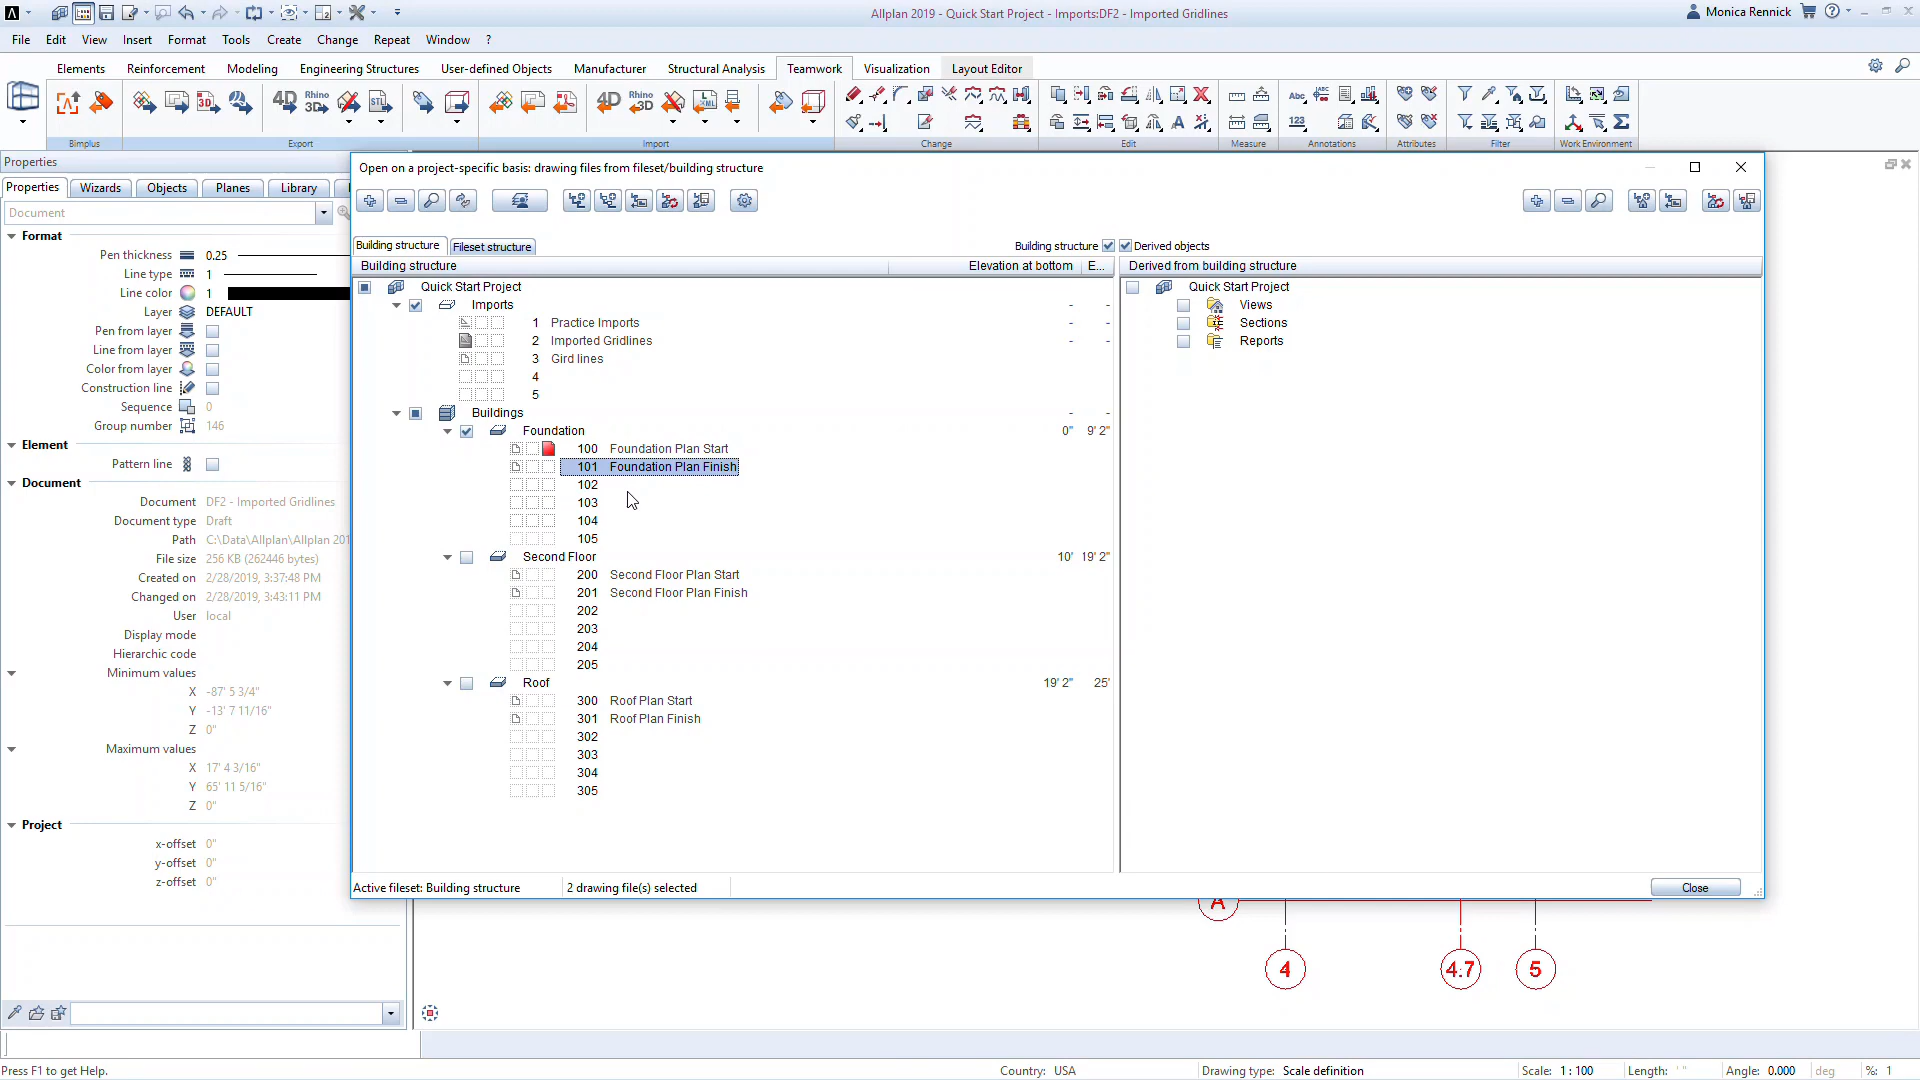 Allplan 2019 - Quick Start Project - Imports:DF2 - Imported Gridlines
Monica Rennick
File Edit View Insert Format Tools Create Change Repeat Window ?
Elements Reinforcement Modeling Engineering Structures User-defined Objects Manufacturer Structural Analysis Teamwork Visualization Layout Editor
Bimplus Export Import Change Edit Measure Annotations Attributes Filter Work Environment
Properties
Properties Wizards Objects Planes Library
Document
Format
Pen thickness 0.25
Line type 1
Line color 1
Layer DEFAULT
Pen from layer
Line from layer
Color from layer
Construction line
Sequence 0
Group number 146
Element
Pattern line
Document
Document DF2 - Imported Gridlines
Document type Draft
Path C:\Data\Allplan\Allplan 201
File size 256 KB (262446 bytes)
Created on 2/28/2019, 3:37:48 PM
Changed on 2/28/2019, 3:43:11 PM
User local
Display mode
Hierarchic code
Minimum values
X -87' 5 3/4"
Y -13' 7 11/16"
Z 0"
Maximum values
X 17' 4 3/16"
Y 65' 11 5/16"
Z 0"
Project
x-offset 0"
y-offset 0"
z-offset 0"
Open on a project-specific basis: drawing files from fileset/building structure
Building structure Fileset structure Building structure Derived objects
Building structure Elevation at bottom E... Derived from building structure
Quick Start Project
Imports - -
1 Practice Imports - -
2 Imported Gridlines - -
3 Gird lines - -
4
5
Buildings - -
Foundation 0" 9' 2"
100 Foundation Plan Start
101 Foundation Plan Finish
102
103
104
105
Second Floor 10' 19' 2"
200 Second Floor Plan Start
201 Second Floor Plan Finish
202
203
204
205
Roof 19' 2" 25'
300 Roof Plan Start
301 Roof Plan Finish
302
303
304
305
Quick Start Project
Views
Sections
Reports
Active fileset: Building structure 2 drawing file(s) selected Close
A
4 4.7 5
Press F1 to get Help. Country: USA Drawing type: Scale definition Scale: 1 : 100 Length: ' " Angle: 0.000 deg %: 1